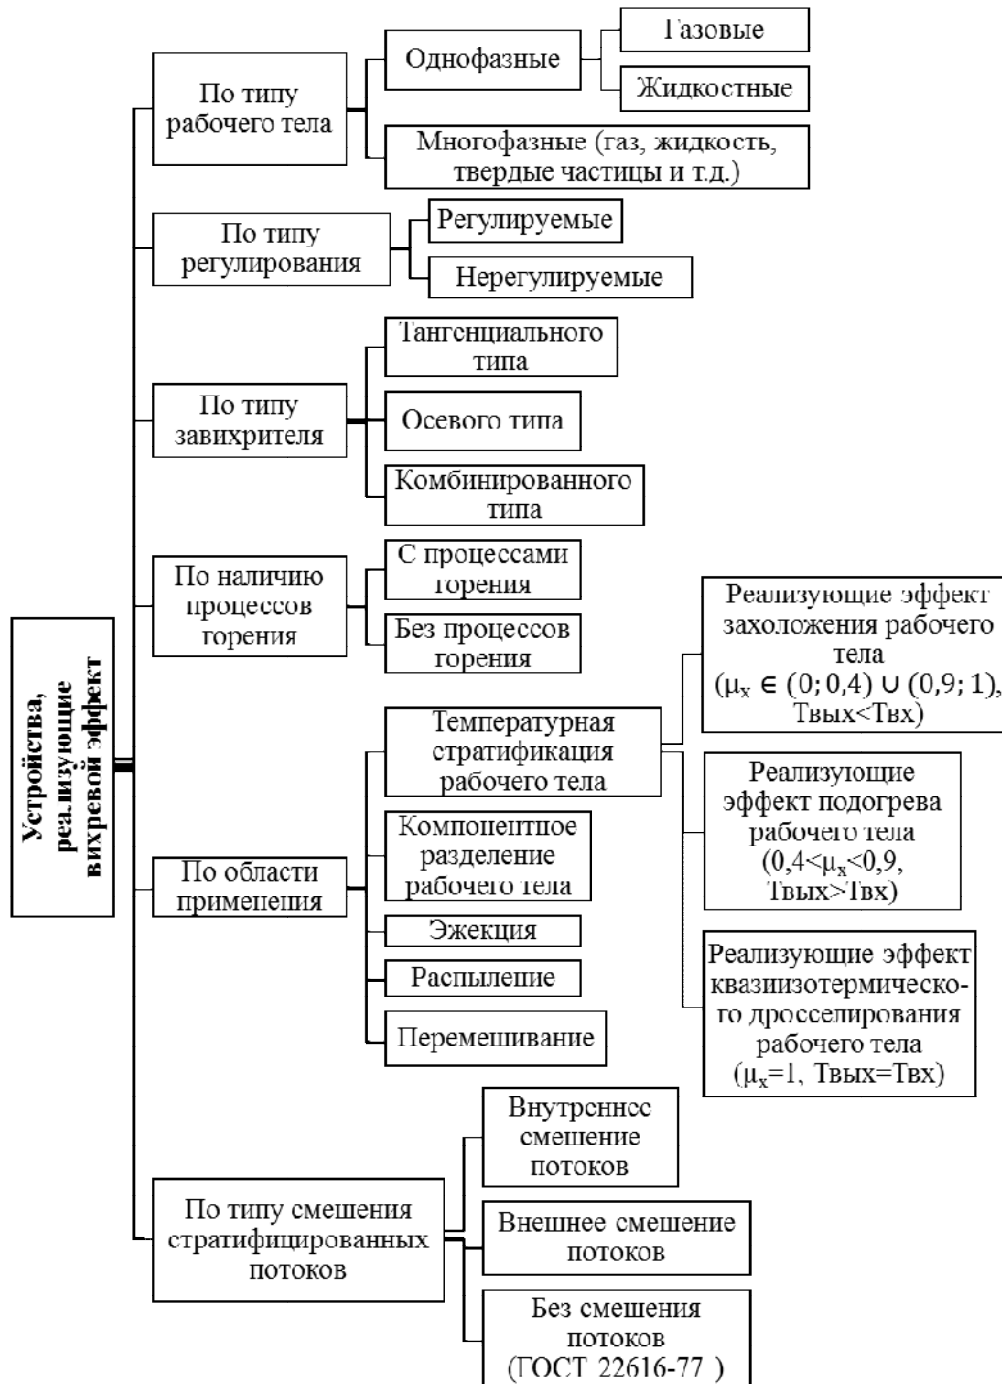 Устройства,
реализующие
вихревой эффект
По типу
рабочего тела
Однофазные
Газовые
Жидкостные
Многофазные (газ, жидкость,
твердые частицы и т.д.)
По типу
регулирования
Регулируемые
Нерегулируемые
По типу
завихрителя
Тангенциального
типа
Осевого типа
Комбинированного
типа
По наличию
процессов
горения
С процессами
горения
Без процессов
горения
По области
применения
Температурная
стратификация
рабочего тела
Реализующие эффект
захоложения рабочего
тела
(μₓ ∈ (0; 0,4) ∪ (0,9; 1),
Твых<Твх)
Реализующие
эффект подогрева
рабочего тела
(0,4<μₓ<0,9,
Твых>Твх)
Реализующие эффект
квазиизотермическо-
го дросселирования
рабочего тела
(μₓ=1, Твых=Твх)
Компонентное
разделение
рабочего тела
Эжекция
Распыление
Перемешивание
По типу смешения
стратифицированных
потоков
Внутреннее
смешение
потоков
Внешнее смешение
потоков
Без смешения
потоков
(ГОСТ 22616-77 )